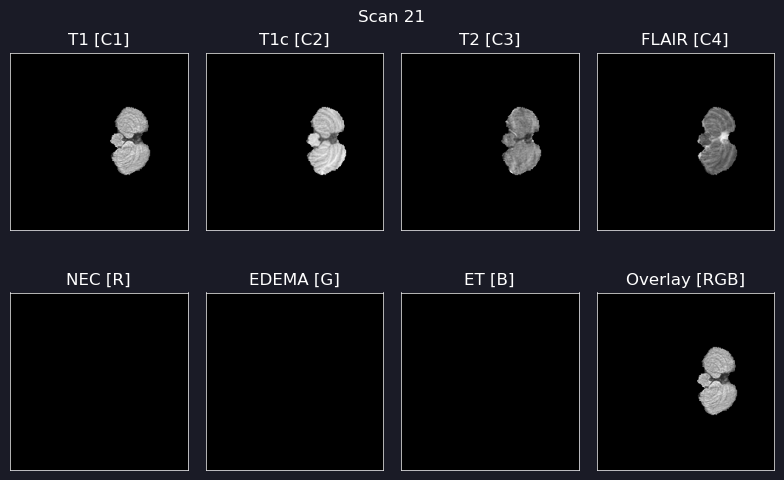 Scan 21
T1 [C1]
T1c [C2]
T2 [C3]
FLAIR [C4]
NEC [R]
EDEMA [G]
ET [B]
Overlay [RGB]